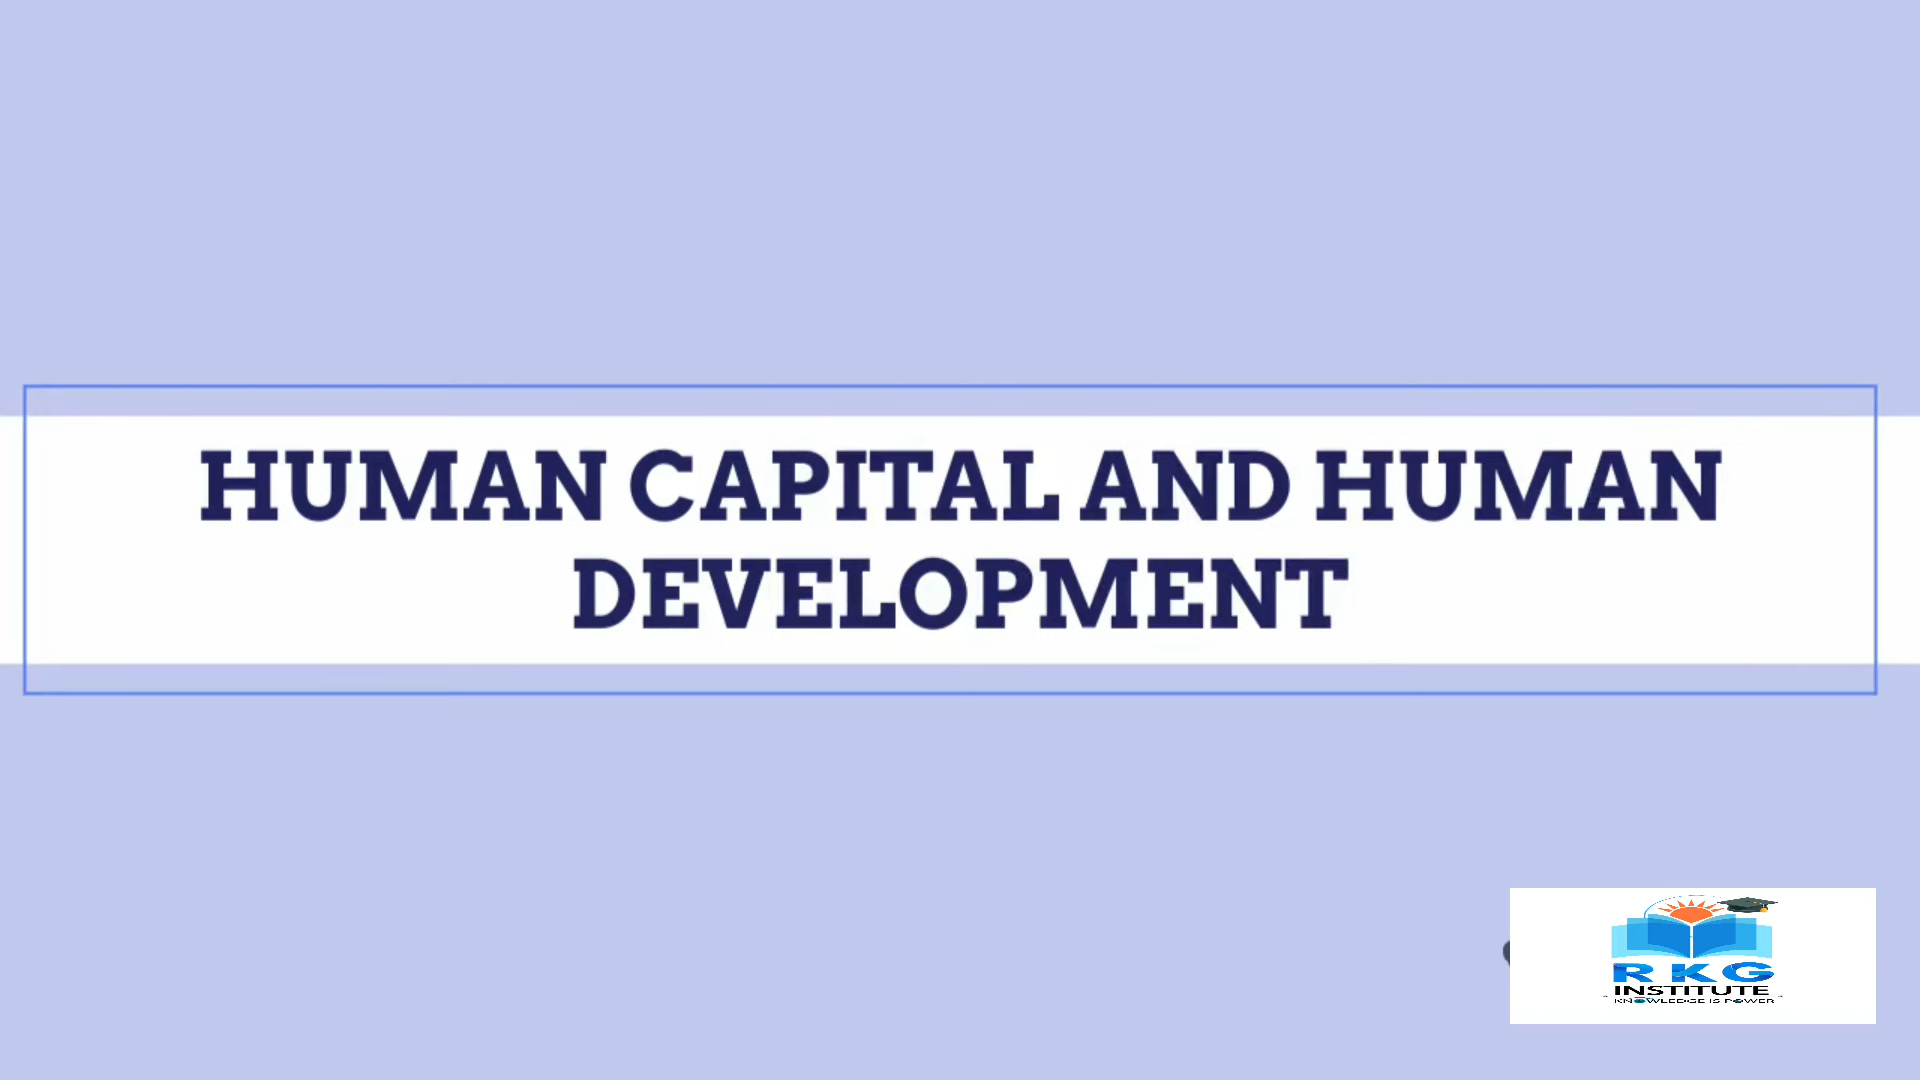 HUMAN CAPITAL AND HUMAN
DEVELOPMENT
RKG
INSTITUTE
KNOWLEDGE IS POWER